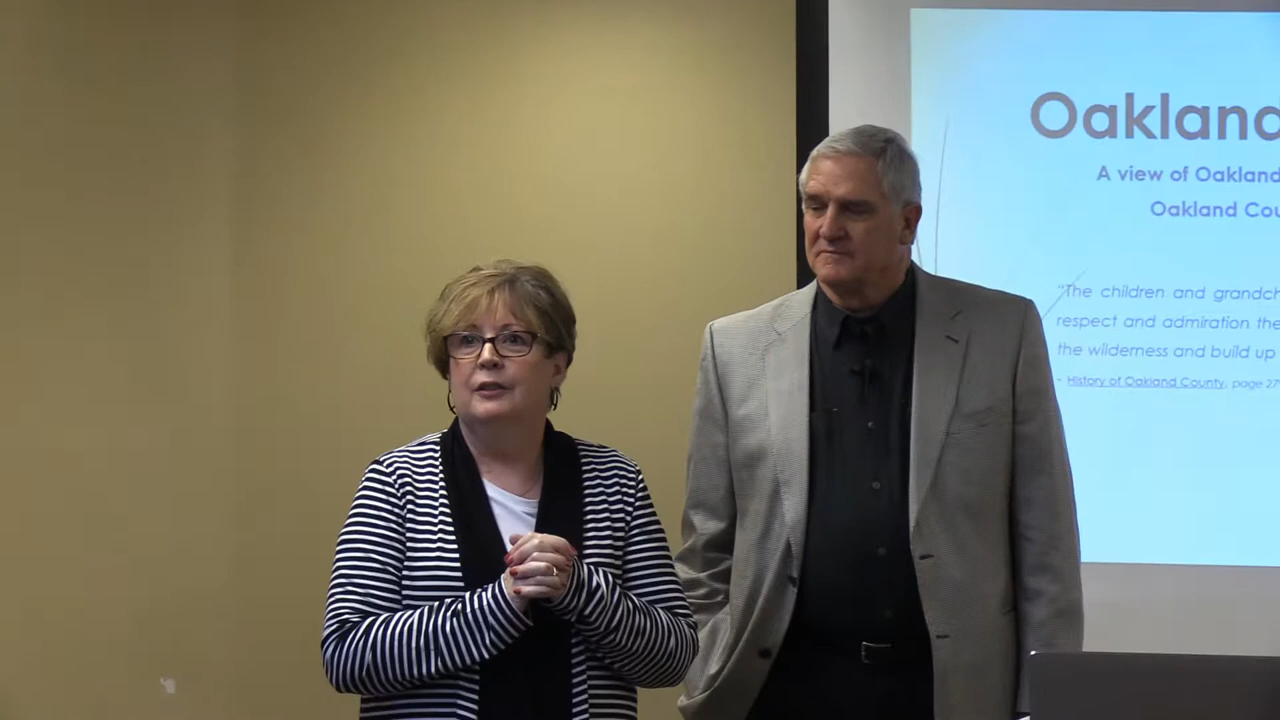 Oakland
A view of Oakland
Oakland Cou
"The children and grandch
respect and admiration the
the wilderness and build up
- History of Oakland County, page 27